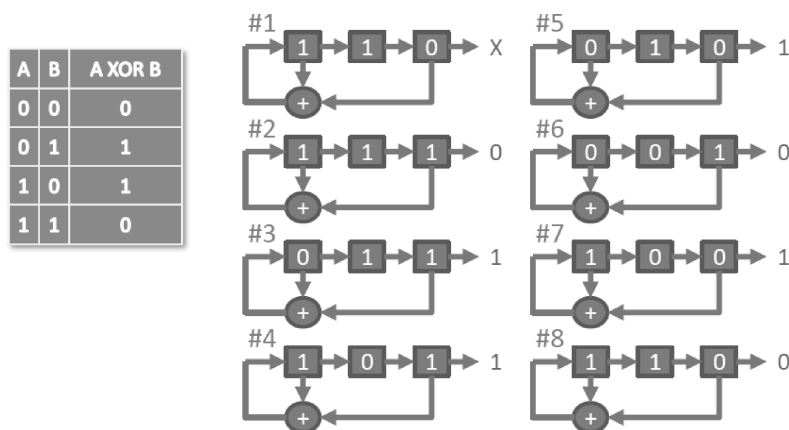 A B A XOR B
0 0 0
0 1 1
1 0 1
1 1 0
#1
1 1 0 X
+
#2
1 1 1 0
+
#3
0 1 1 1
+
#4
1 0 1 1
+
#5
0 1 0 1
+
#6
0 0 1 0
+
#7
1 0 0 1
+
#8
1 1 0 0
+